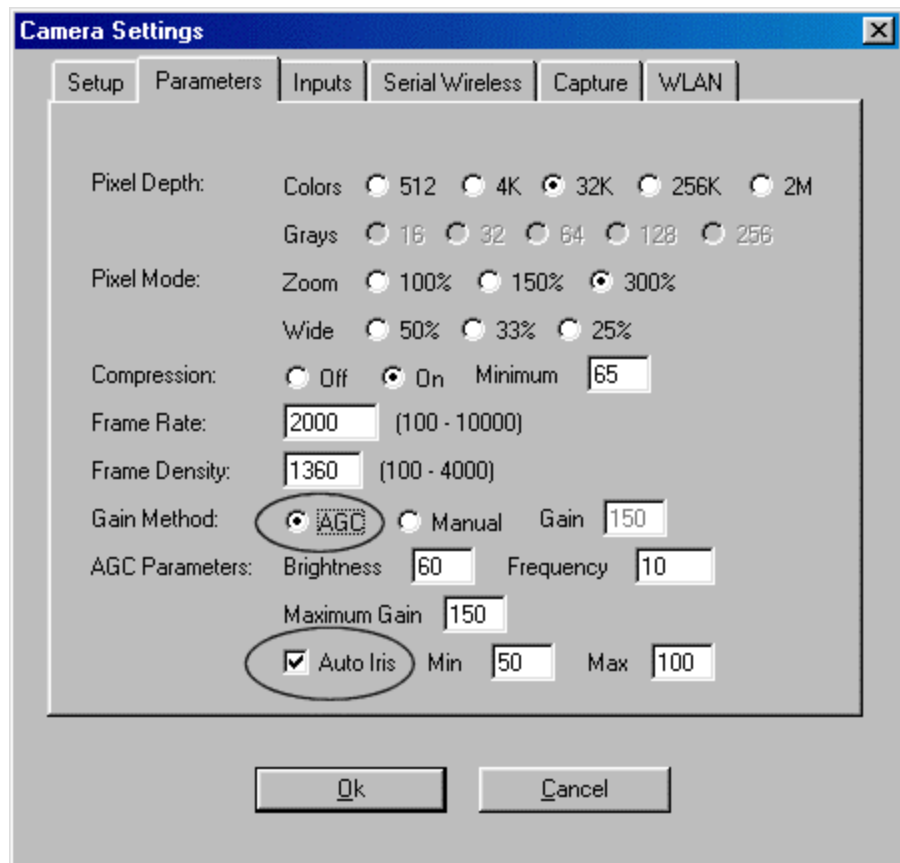 Camera Settings
Setup Parameters Inputs Serial Wireless Capture WLAN
Pixel Depth: Colors 512 4K 32K 256K 2M
Grays 16 32 64 128 256
Pixel Mode: Zoom 100% 150% 300%
Wide 50% 33% 25%
Compression: Off On Minimum 65
Frame Rate: 2000 (100 - 10000)
Frame Density: 1360 (100 - 4000)
Gain Method: AGC Manual Gain 150
AGC Parameters: Brightness 60 Frequency 10
Maximum Gain 150
Auto Iris Min 50 Max 100
Ok Cancel